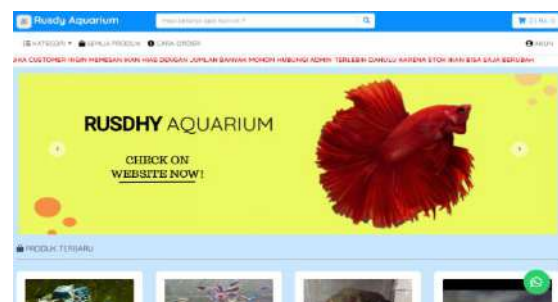 Rusdy Aquarium
KATEGORI
SEMUA PRODUK
CARA ORDER
AKUN
JIKA CUSTOMER INGIN MEMESAN IKAN HIAS DENGAN JUMLAH BANYAK MOHON HUBUNGI ADMIN TERLEBIH DAHULU KARENA STOK IKAN BISA SAJA BERUBAH
RUSDHY AQUARIUM
CHECK ON
WEBSITE NOW!
PRODUK TERBARU